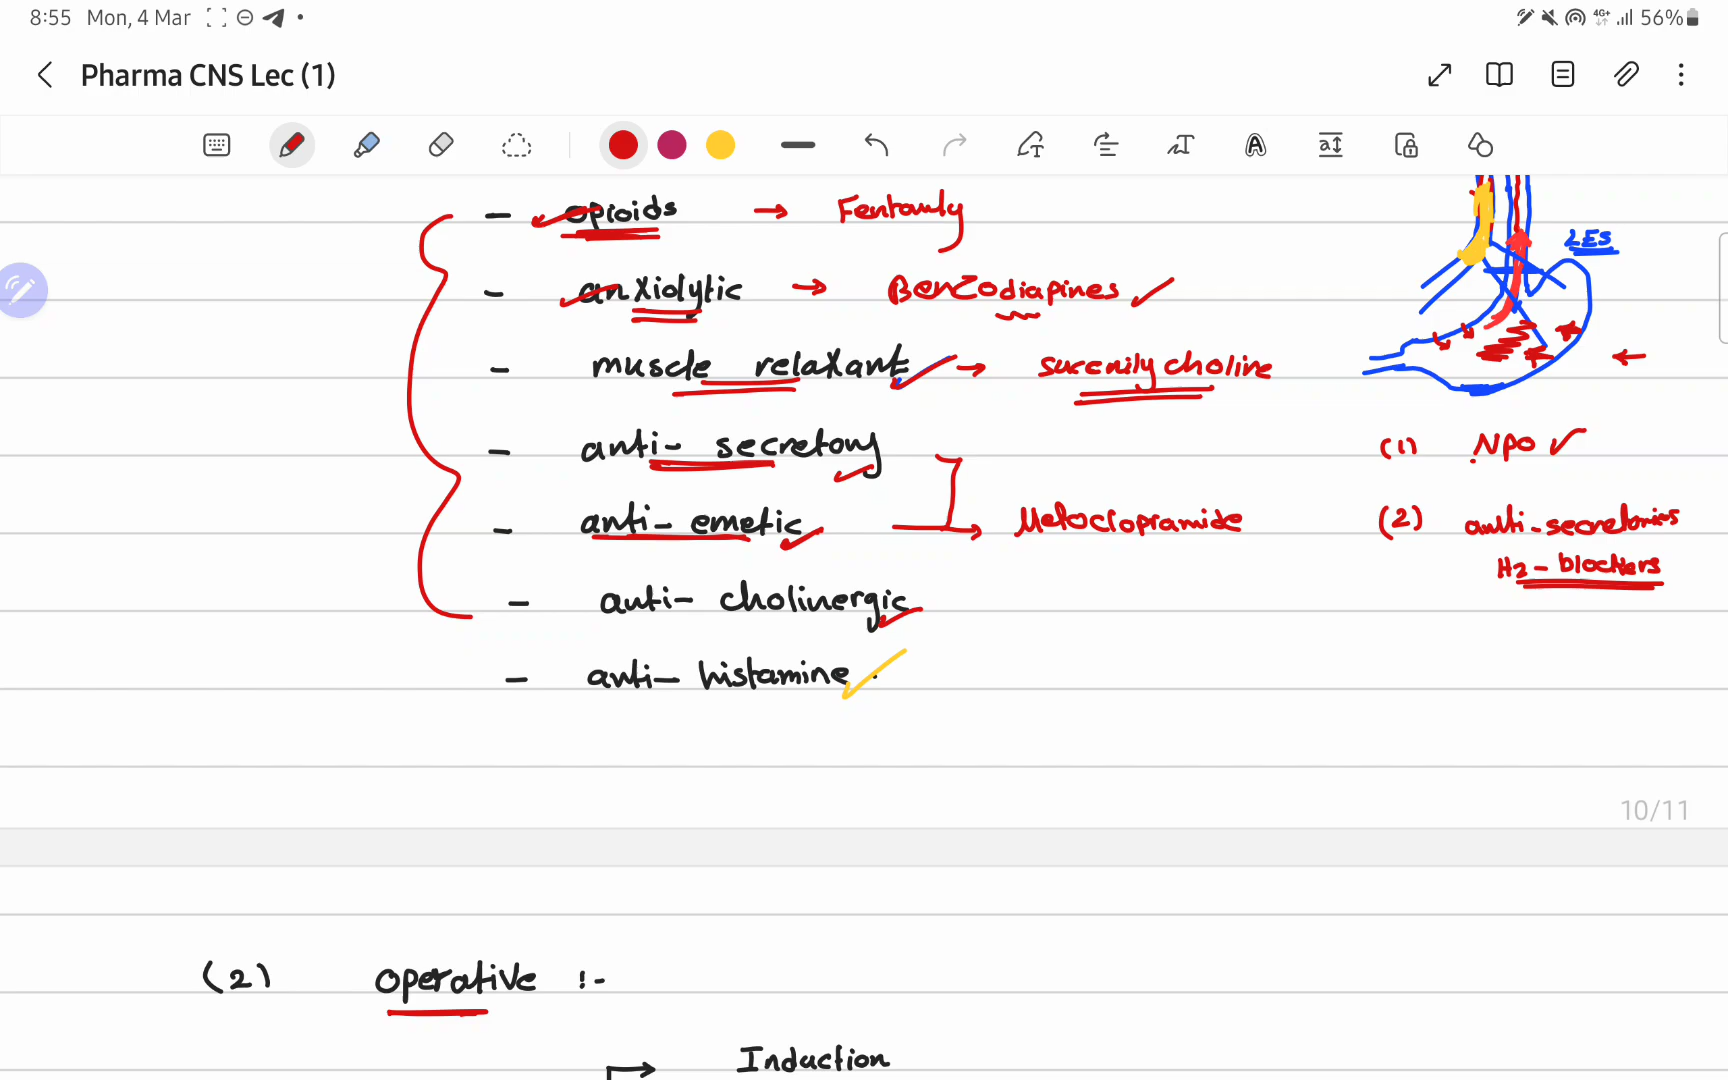 8:55 Mon, 4 Mar
4G+ 56%
Pharma CNS Lec (1)
- opioids → Fentanly
LES
- anxiolytic → Benzodiapines
- muscle relaxant → succnily choline
- anti- secretory
(1) NPO
- anti- emetic → Metoclopramide
(2) anti-secretories
H2- blockers
- anti- cholinergic
- anti- histamine
10/11
(2) operative :-
→ Induction